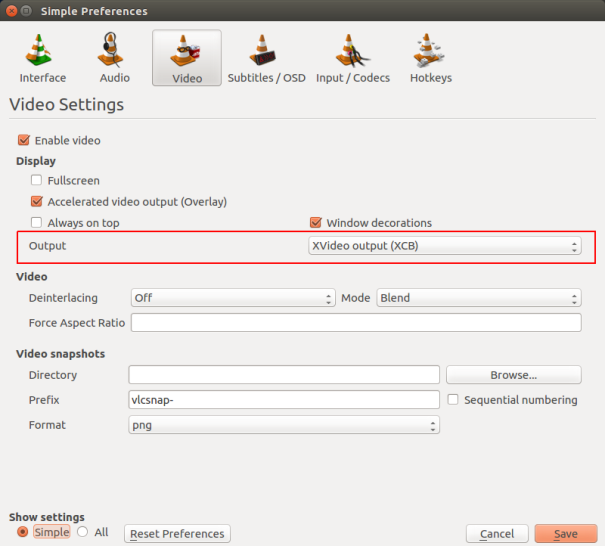 Simple Preferences
Interface Audio Video Subtitles / OSD Input / Codecs Hotkeys
Video Settings
Enable video
Display
Fullscreen
Accelerated video output (Overlay)
Always on top Window decorations
Output XVideo output (XCB)
Video
Deinterlacing Off Mode Blend
Force Aspect Ratio
Video snapshots
Directory Browse...
Prefix vlcsnap- Sequential numbering
Format png
Show settings
Simple All Reset Preferences Cancel Save